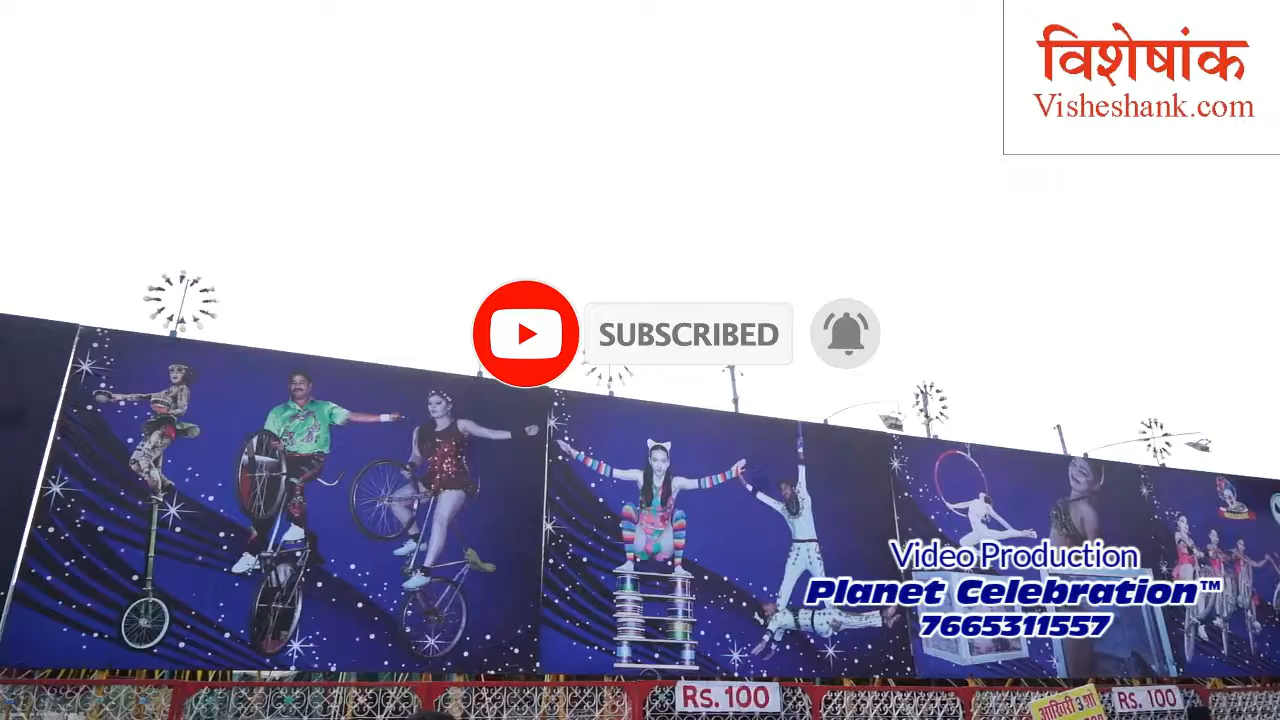 विशेषांक
Visheshank.com
SUBSCRIBED
Video Production
Planet Celebration™
7665311557
Rs. 100
Rs. 100